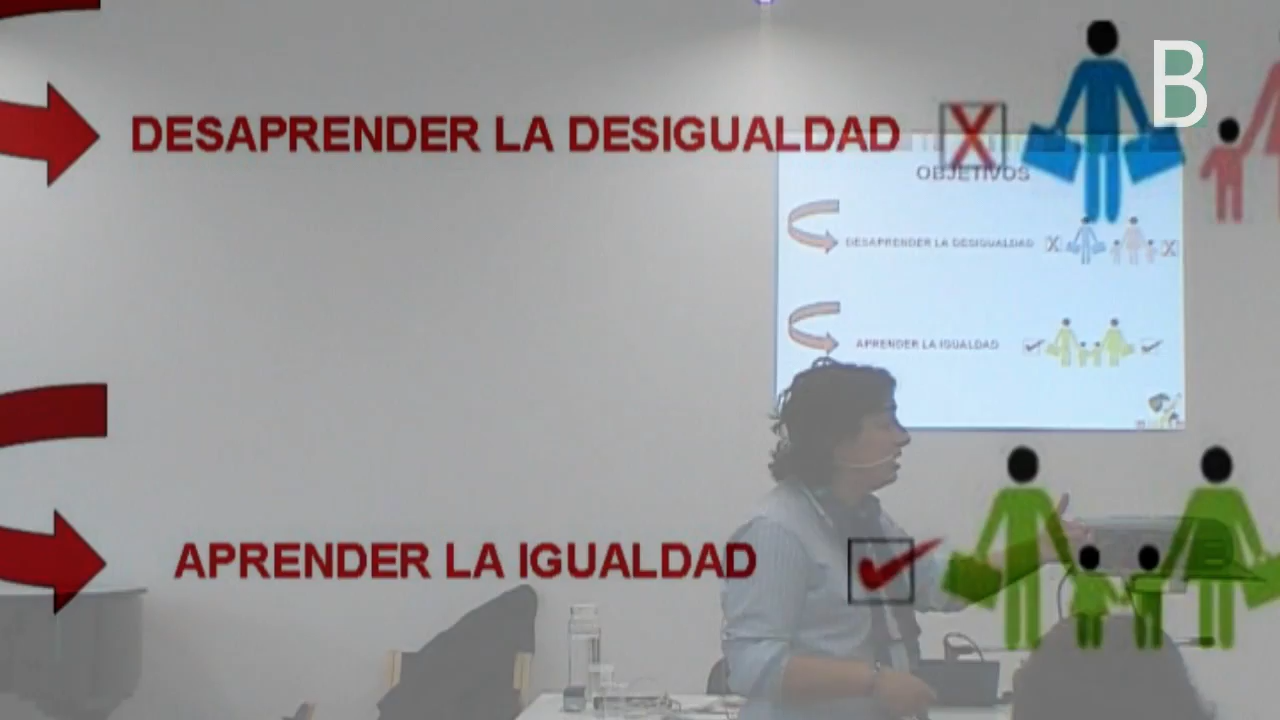 B
DESAPRENDER LA DESIGUALDAD
OBJETIVOS
DESAPRENDER LA DESIGUALDAD
APRENDER LA IGUALDAD
APRENDER LA IGUALDAD